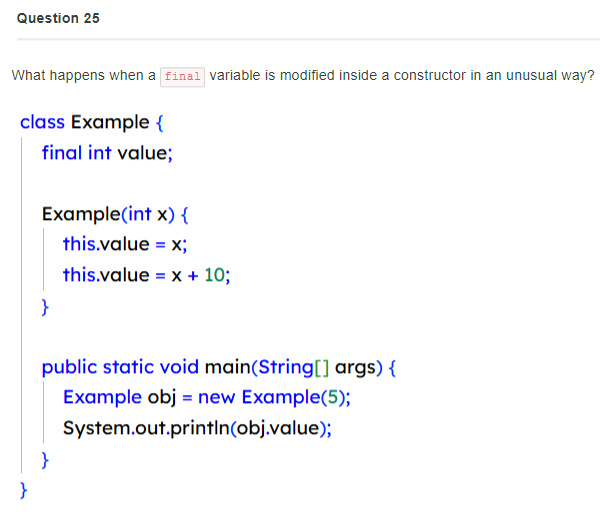 Question 25
What happens when a final variable is modified inside a constructor in an unusual way?
class Example {
final int value;
Example(int x) {
this.value = x;
this.value = x + 10;
}
public static void main(String[] args) {
Example obj = new Example(5);
System.out.println(obj.value);
}
}